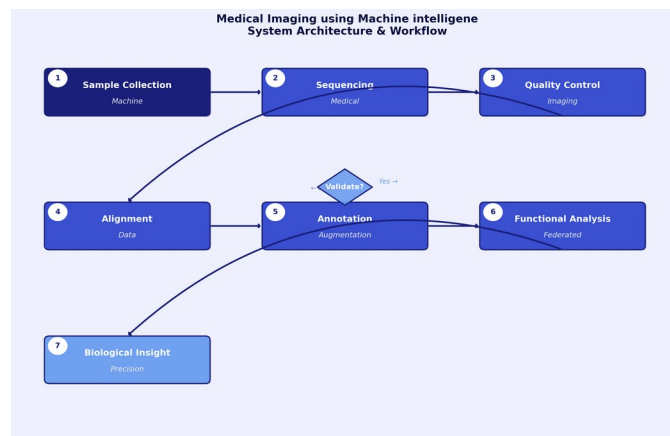 Medical Imaging using Machine intelligene
System Architecture & Workflow
1
Sample Collection
Machine
2
Sequencing
Medical
3
Quality Control
Imaging
Validate?
Yes →
4
Alignment
Data
5
Annotation
Augmentation
6
Functional Analysis
Federated
7
Biological Insight
Precision